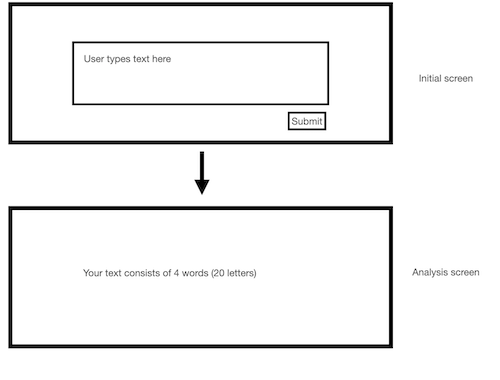 User types text here
Initial screen
Submit
Your text consists of 4 words (20 letters)
Analysis screen